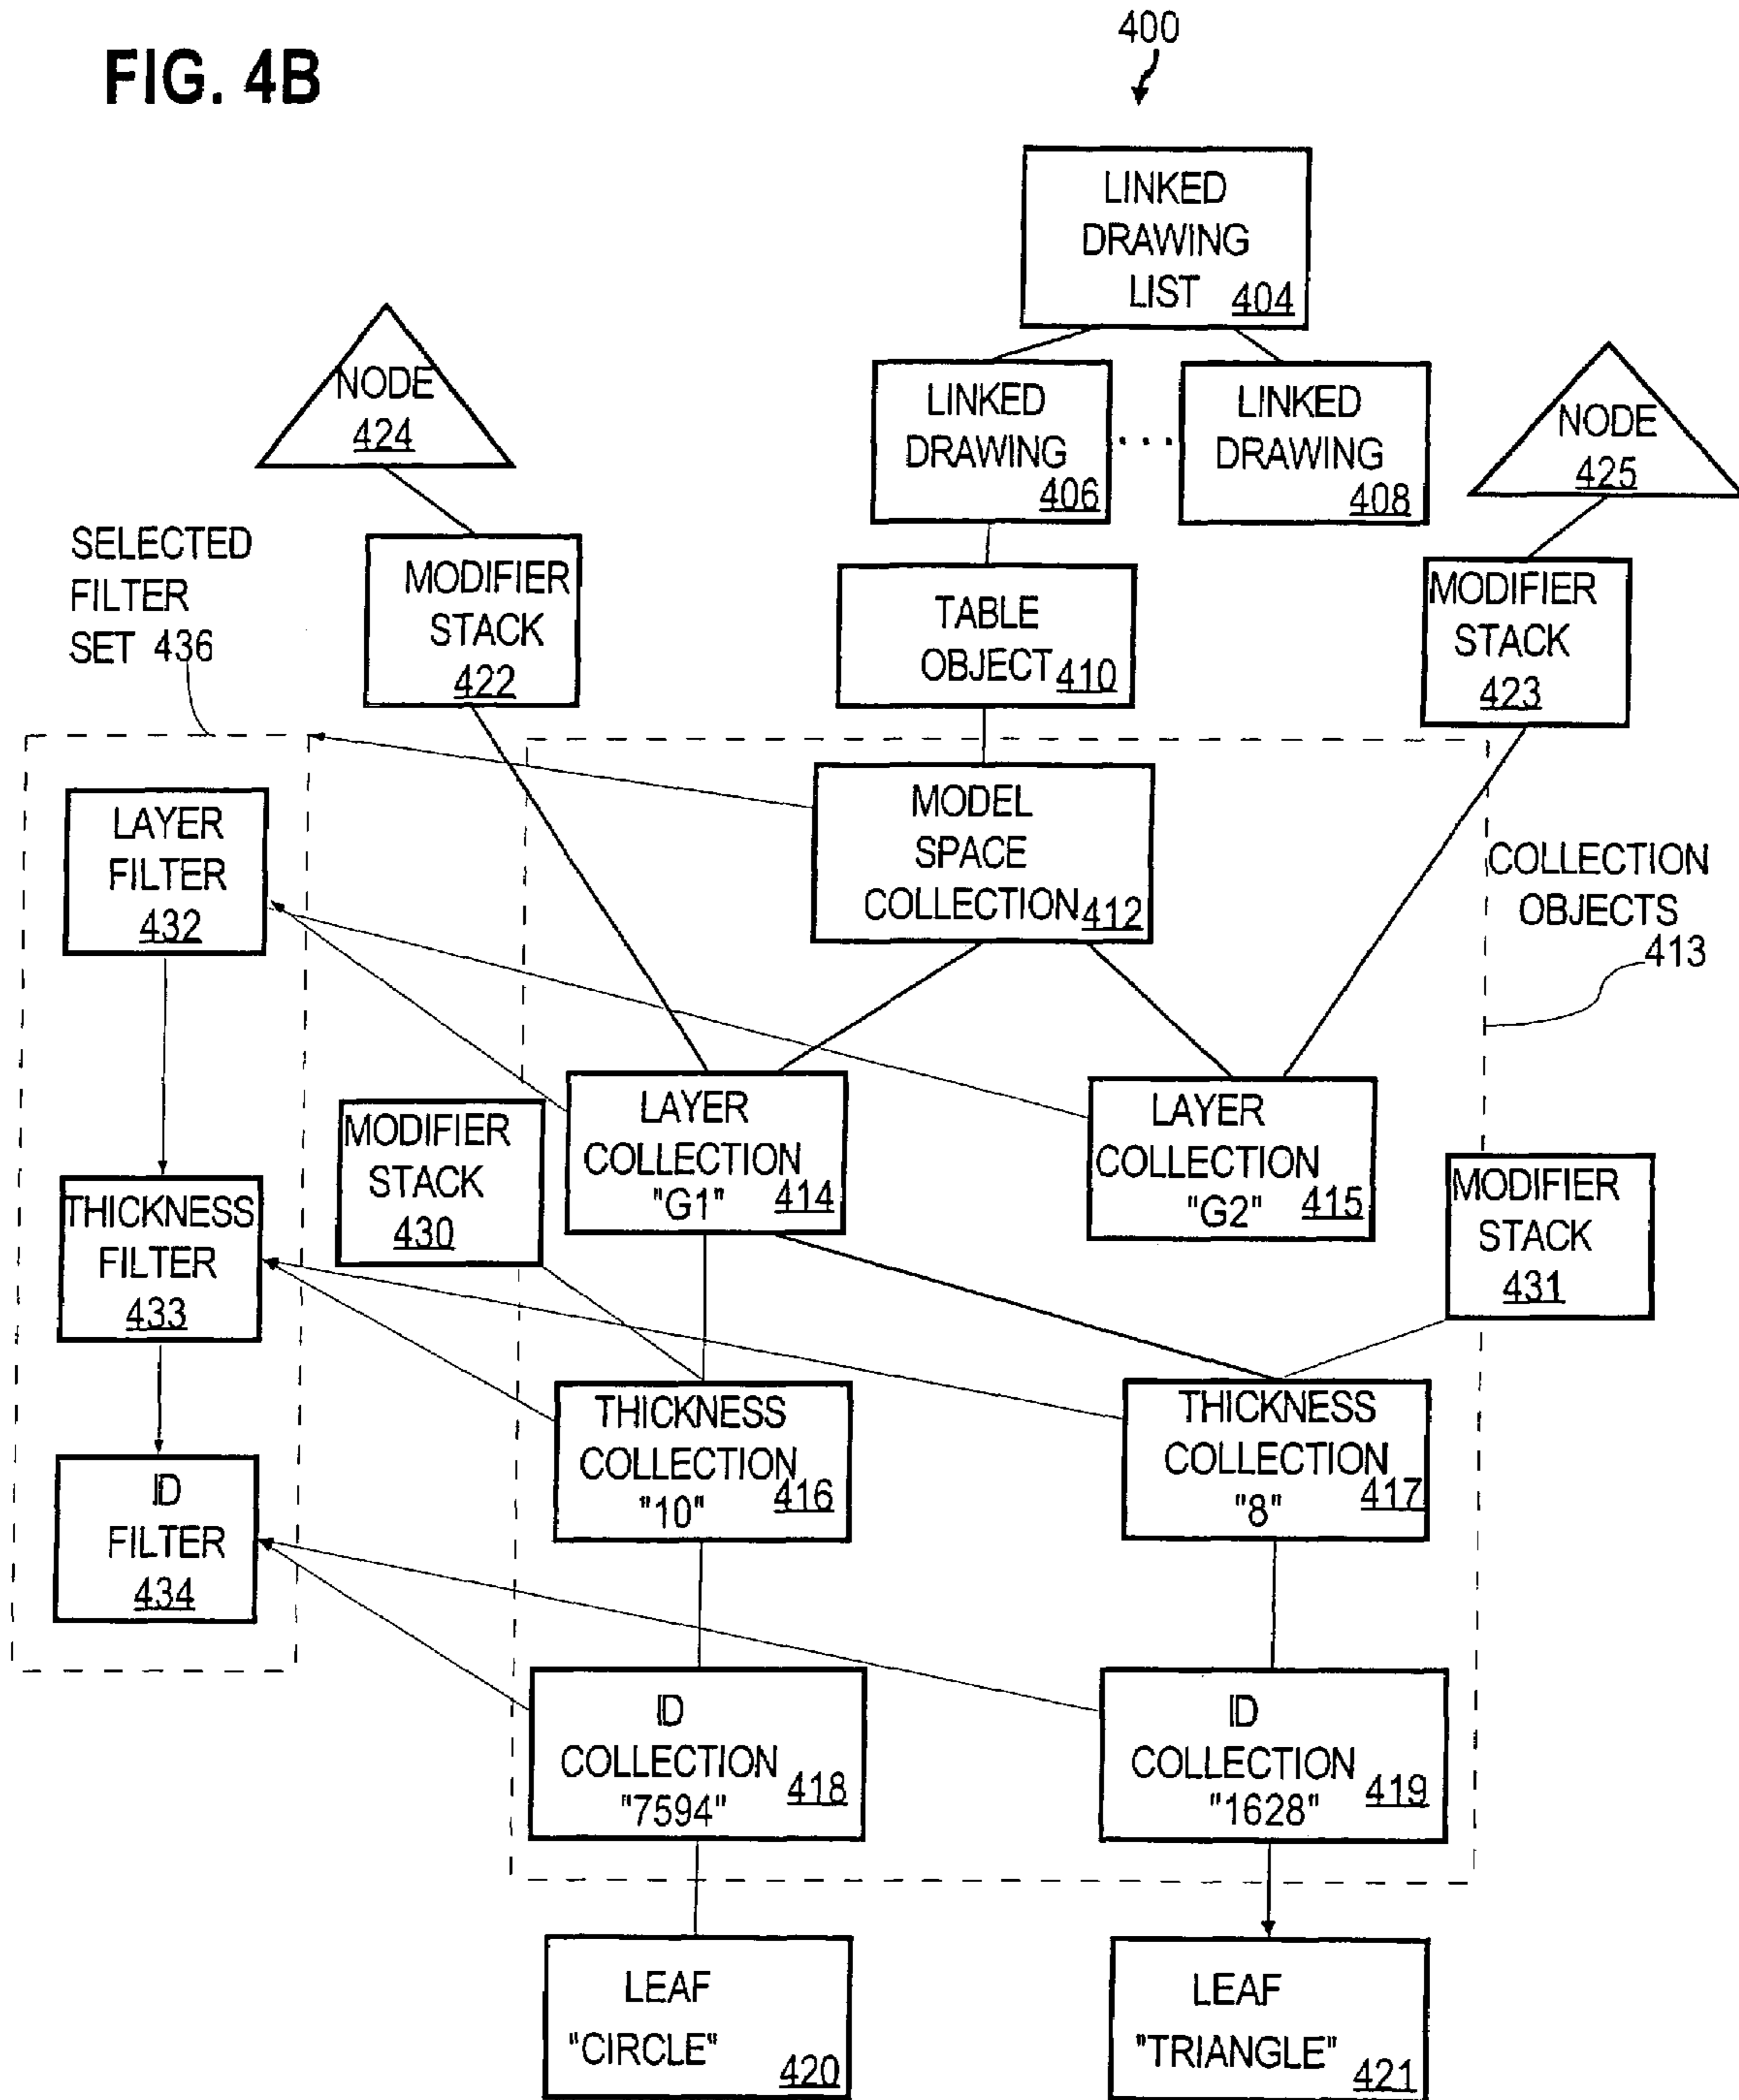 FIG. 4B
400
LINKED
DRAWING
LIST 404
NODE
424
LINKED
DRAWING
406
. . .
LINKED
DRAWING
408
NODE
425
SELECTED
FILTER
SET 436
MODIFIER
STACK
422
TABLE
OBJECT 410
MODIFIER
STACK
423
LAYER
FILTER
432
MODEL
SPACE
COLLECTION 412
COLLECTION
OBJECTS
413
MODIFIER
STACK
430
LAYER
COLLECTION
"G1" 414
LAYER
COLLECTION
"G2" 415
MODIFIER
STACK
431
THICKNESS
FILTER
433
THICKNESS
COLLECTION
"10" 416
THICKNESS
COLLECTION
"8" 417
ID
FILTER
434
ID
COLLECTION
"7594" 418
ID
COLLECTION
"1628" 419
LEAF
"CIRCLE" 420
LEAF
"TRIANGLE" 421